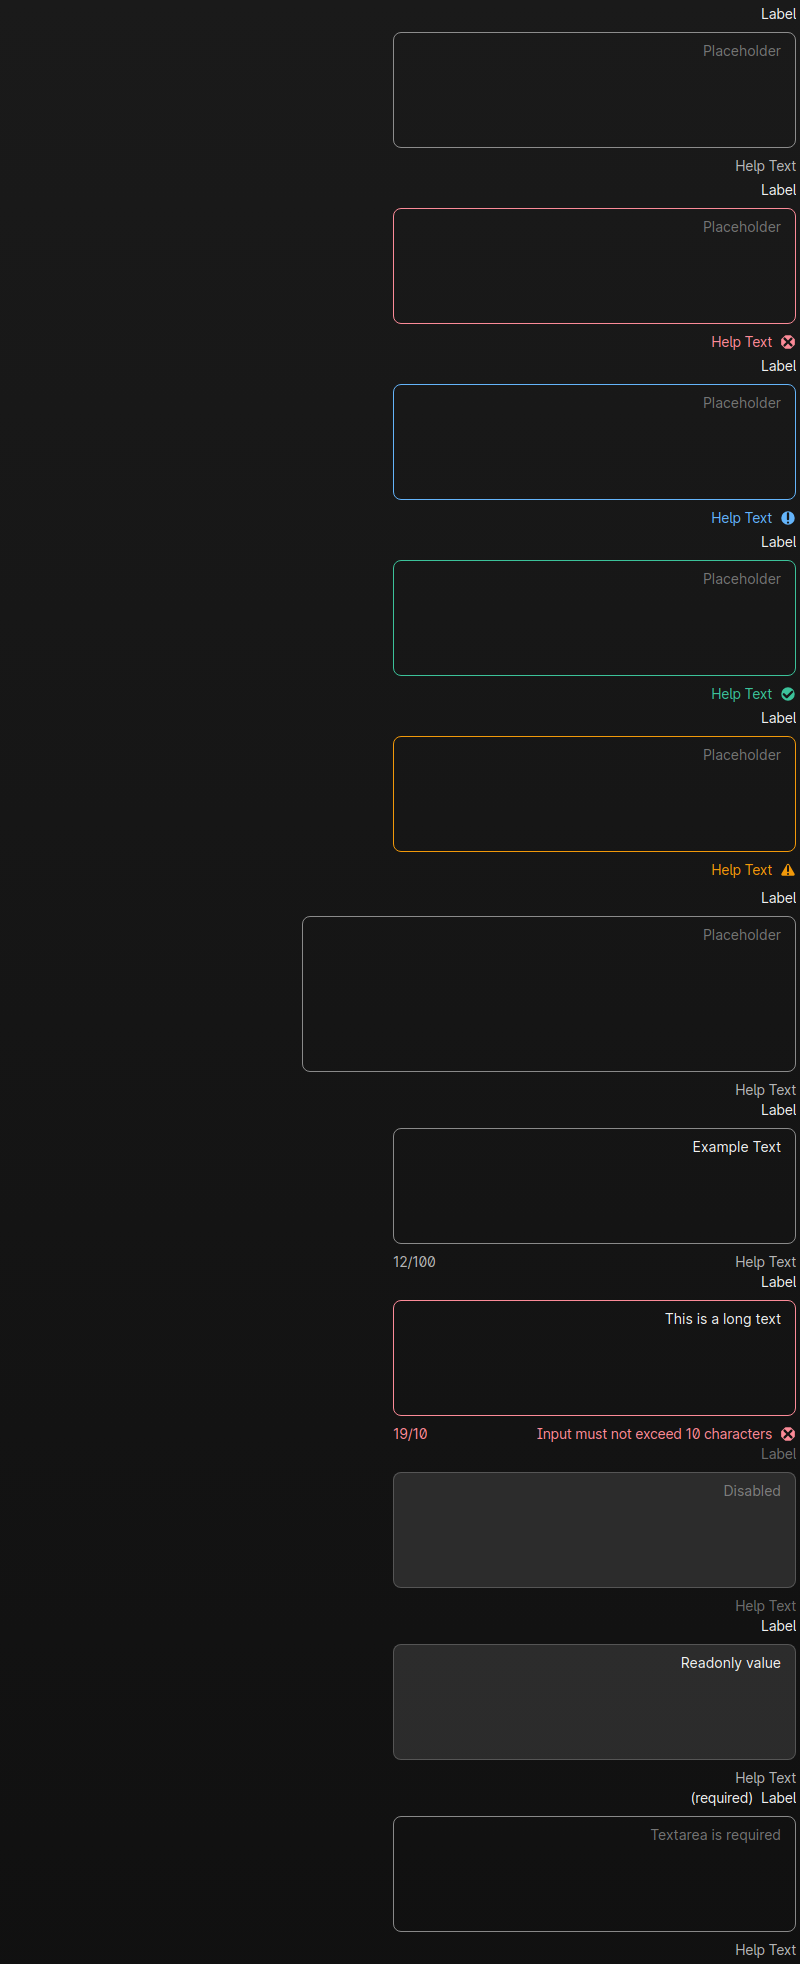 Label
Placeholder
Help Text
Label
Placeholder
Help Text
Label
Placeholder
Help Text
Label
Placeholder
Help Text
Label
Placeholder
Help Text
Label
Placeholder
Help Text
Label
Example Text
12/100 Help Text
Label
This is a long text
19/10 Input must not exceed 10 characters
Label
Disabled
Help Text
Label
Readonly value
Help Text
(required) Label
Textarea is required
Help Text